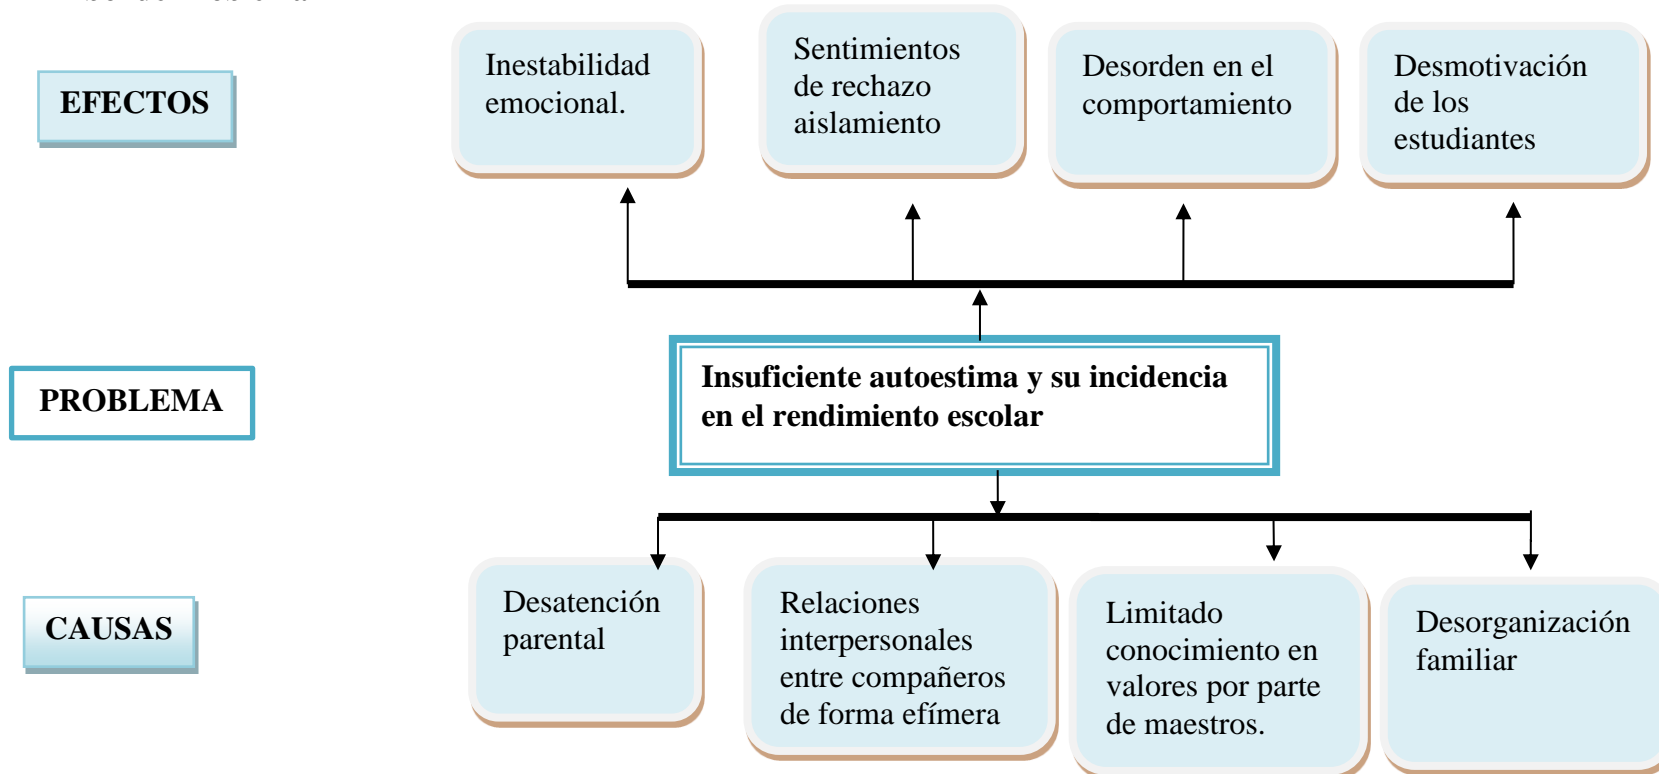 EFECTOS
Inestabilidad
emocional.
Sentimientos
de rechazo
aislamiento
Desorden en el
comportamiento
Desmotivación
de los
estudiantes
PROBLEMA
Insuficiente autoestima y su incidencia
en el rendimiento escolar
CAUSAS
Desatención
parental
Relaciones
interpersonales
entre compañeros
de forma efímera
Limitado
conocimiento en
valores por parte
de maestros.
Desorganización
familiar